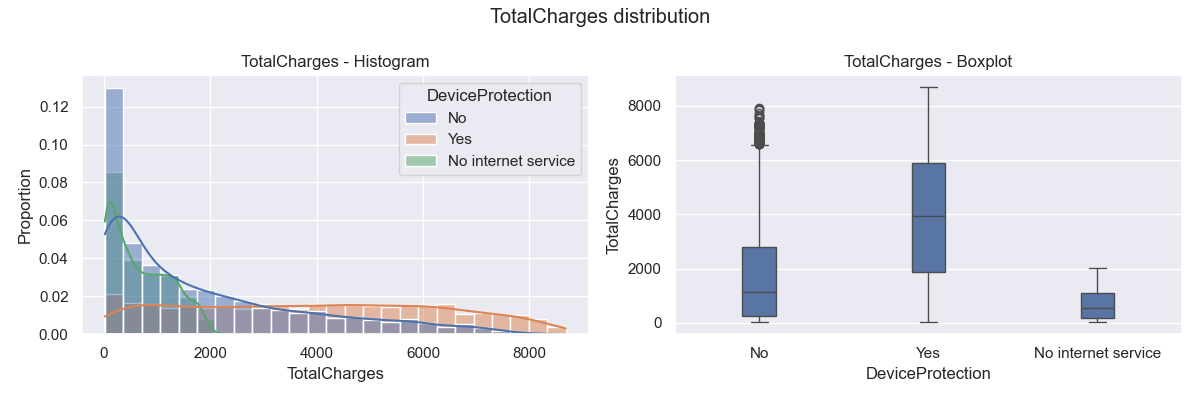 TotalCharges distribution
TotalCharges - Histogram
DeviceProtection
No
Yes
No internet service
0.12
0.10
0.08
0.06
0.04
0.02
0.00
Proportion
0
2000
4000
6000
8000
TotalCharges
TotalCharges - Boxplot
8000
6000
4000
2000
0
TotalCharges
No
Yes
No internet service
DeviceProtection